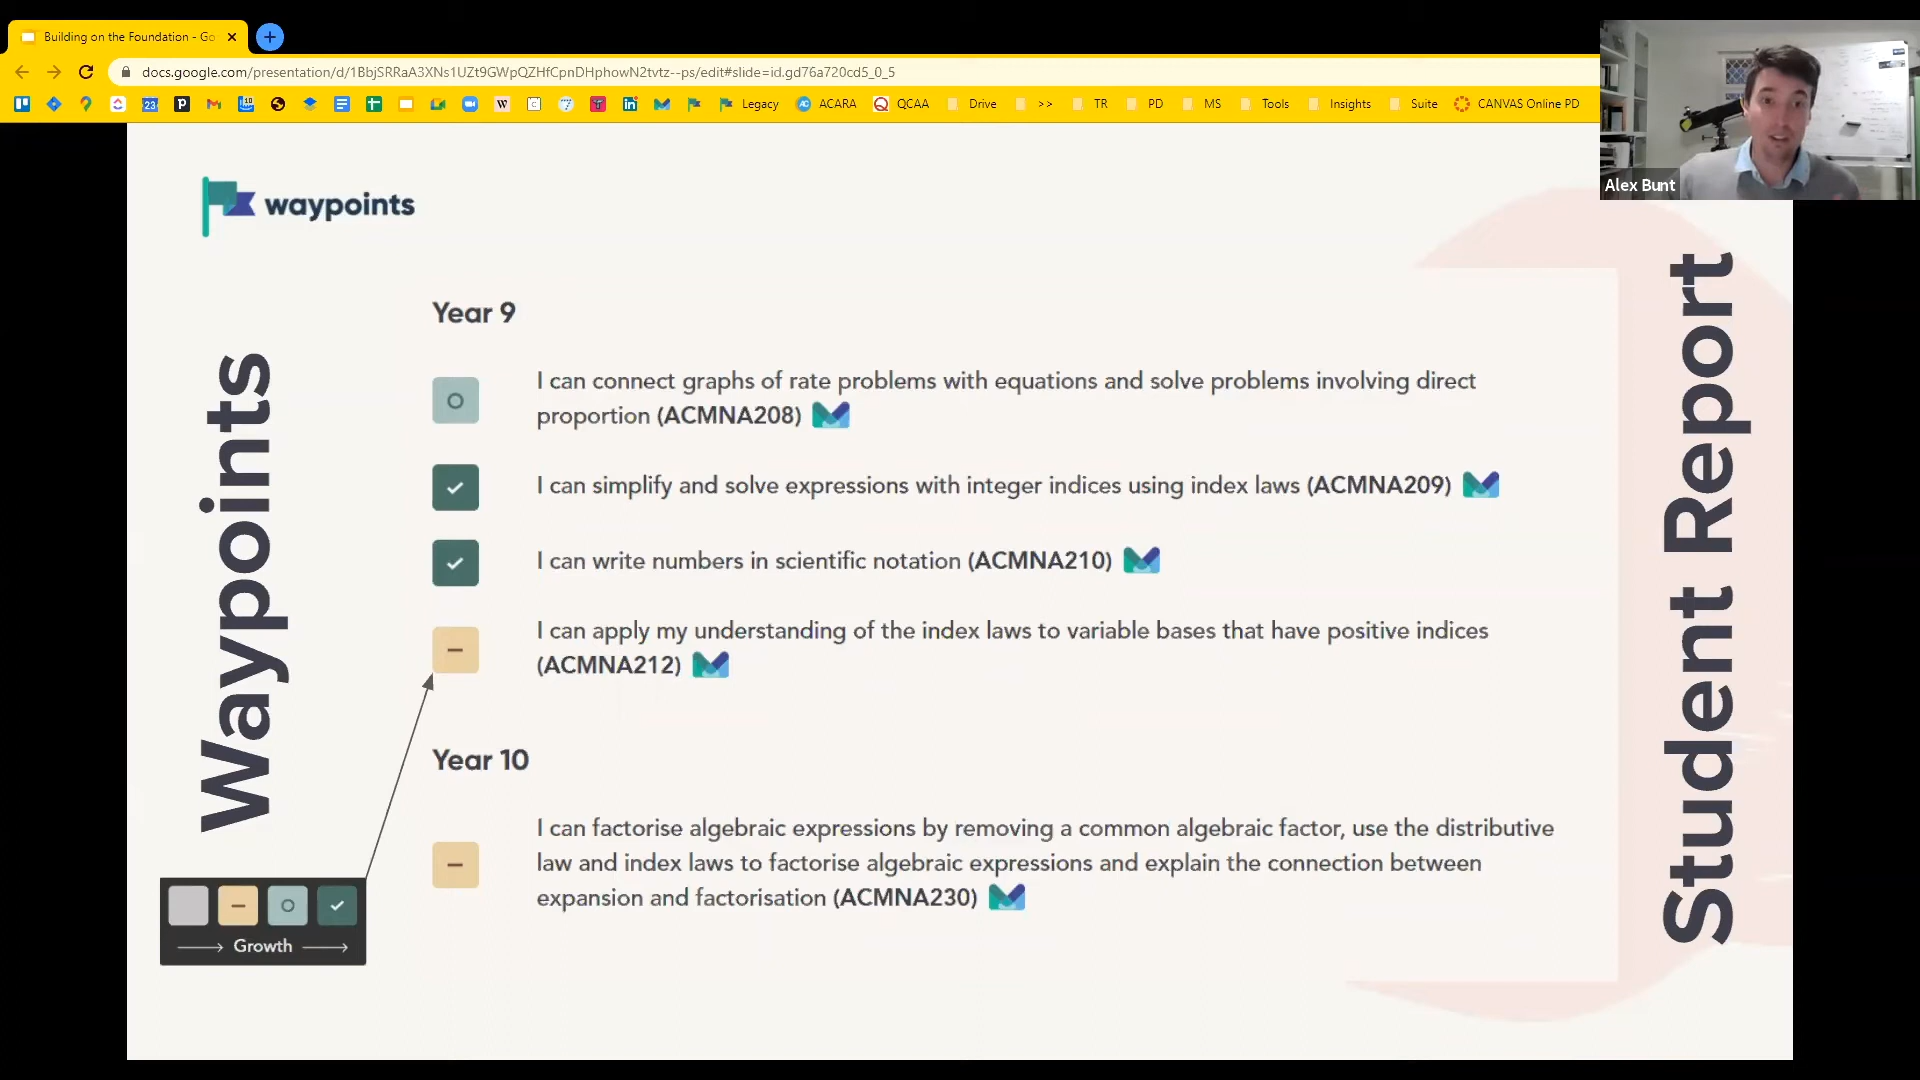 Building on the Foundation - Go
docs.google.com/presentation/d/1BbjSRRaA3XNs1UZt9GWpQZHfCpnDHphowN2tvtz--ps/edit#slide=id.gd76a720cd5_0_5
Legacy ACARA QCAA Drive >> TR PD MS Tools Insights Suite CANVAS Online PD
Alex Bunt
waypoints
Waypoints
Year 9
I can connect graphs of rate problems with equations and solve problems involving direct
proportion (ACMNA208)
I can simplify and solve expressions with integer indices using index laws (ACMNA209)
I can write numbers in scientific notation (ACMNA210)
I can apply my understanding of the index laws to variable bases that have positive indices
(ACMNA212)
Year 10
I can factorise algebraic expressions by removing a common algebraic factor, use the distributive
law and index laws to factorise algebraic expressions and explain the connection between
expansion and factorisation (ACMNA230)
Growth
Student Report